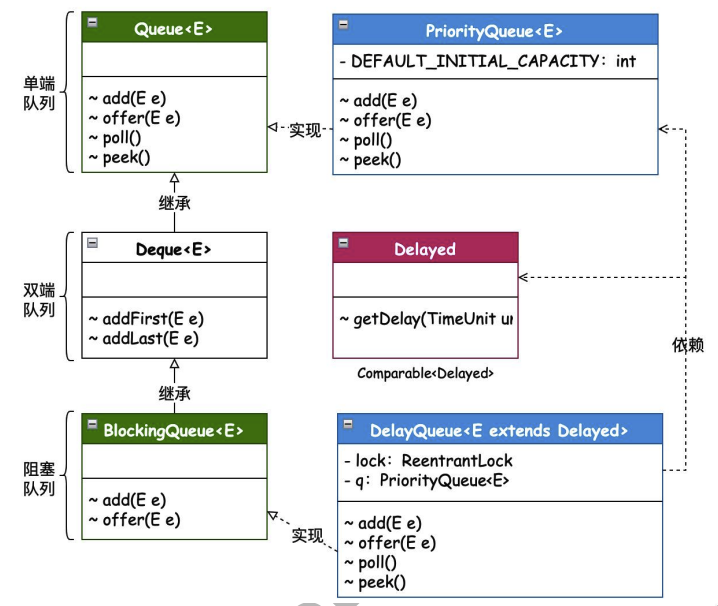 单端
队列
Queue<E>
~ add(E e)
~ offer(E e)
~ poll()
~ peek()
实现
PriorityQueue<E>
- DEFAULT_INITIAL_CAPACITY: int
~ add(E e)
~ offer(E e)
~ poll()
~ peek()
继承
双端
队列
Deque<E>
~ addFirst(E e)
~ addLast(E e)
Delayed
~ getDelay(TimeUnit ur
Comparable<Delayed>
依赖
继承
阻塞
队列
BlockingQueue<E>
~ add(E e)
~ offer(E e)
实现
DelayQueue<E extends Delayed>
- lock: ReentrantLock
- q: PriorityQueue<E>
~ add(E e)
~ offer(E e)
~ poll()
~ peek()